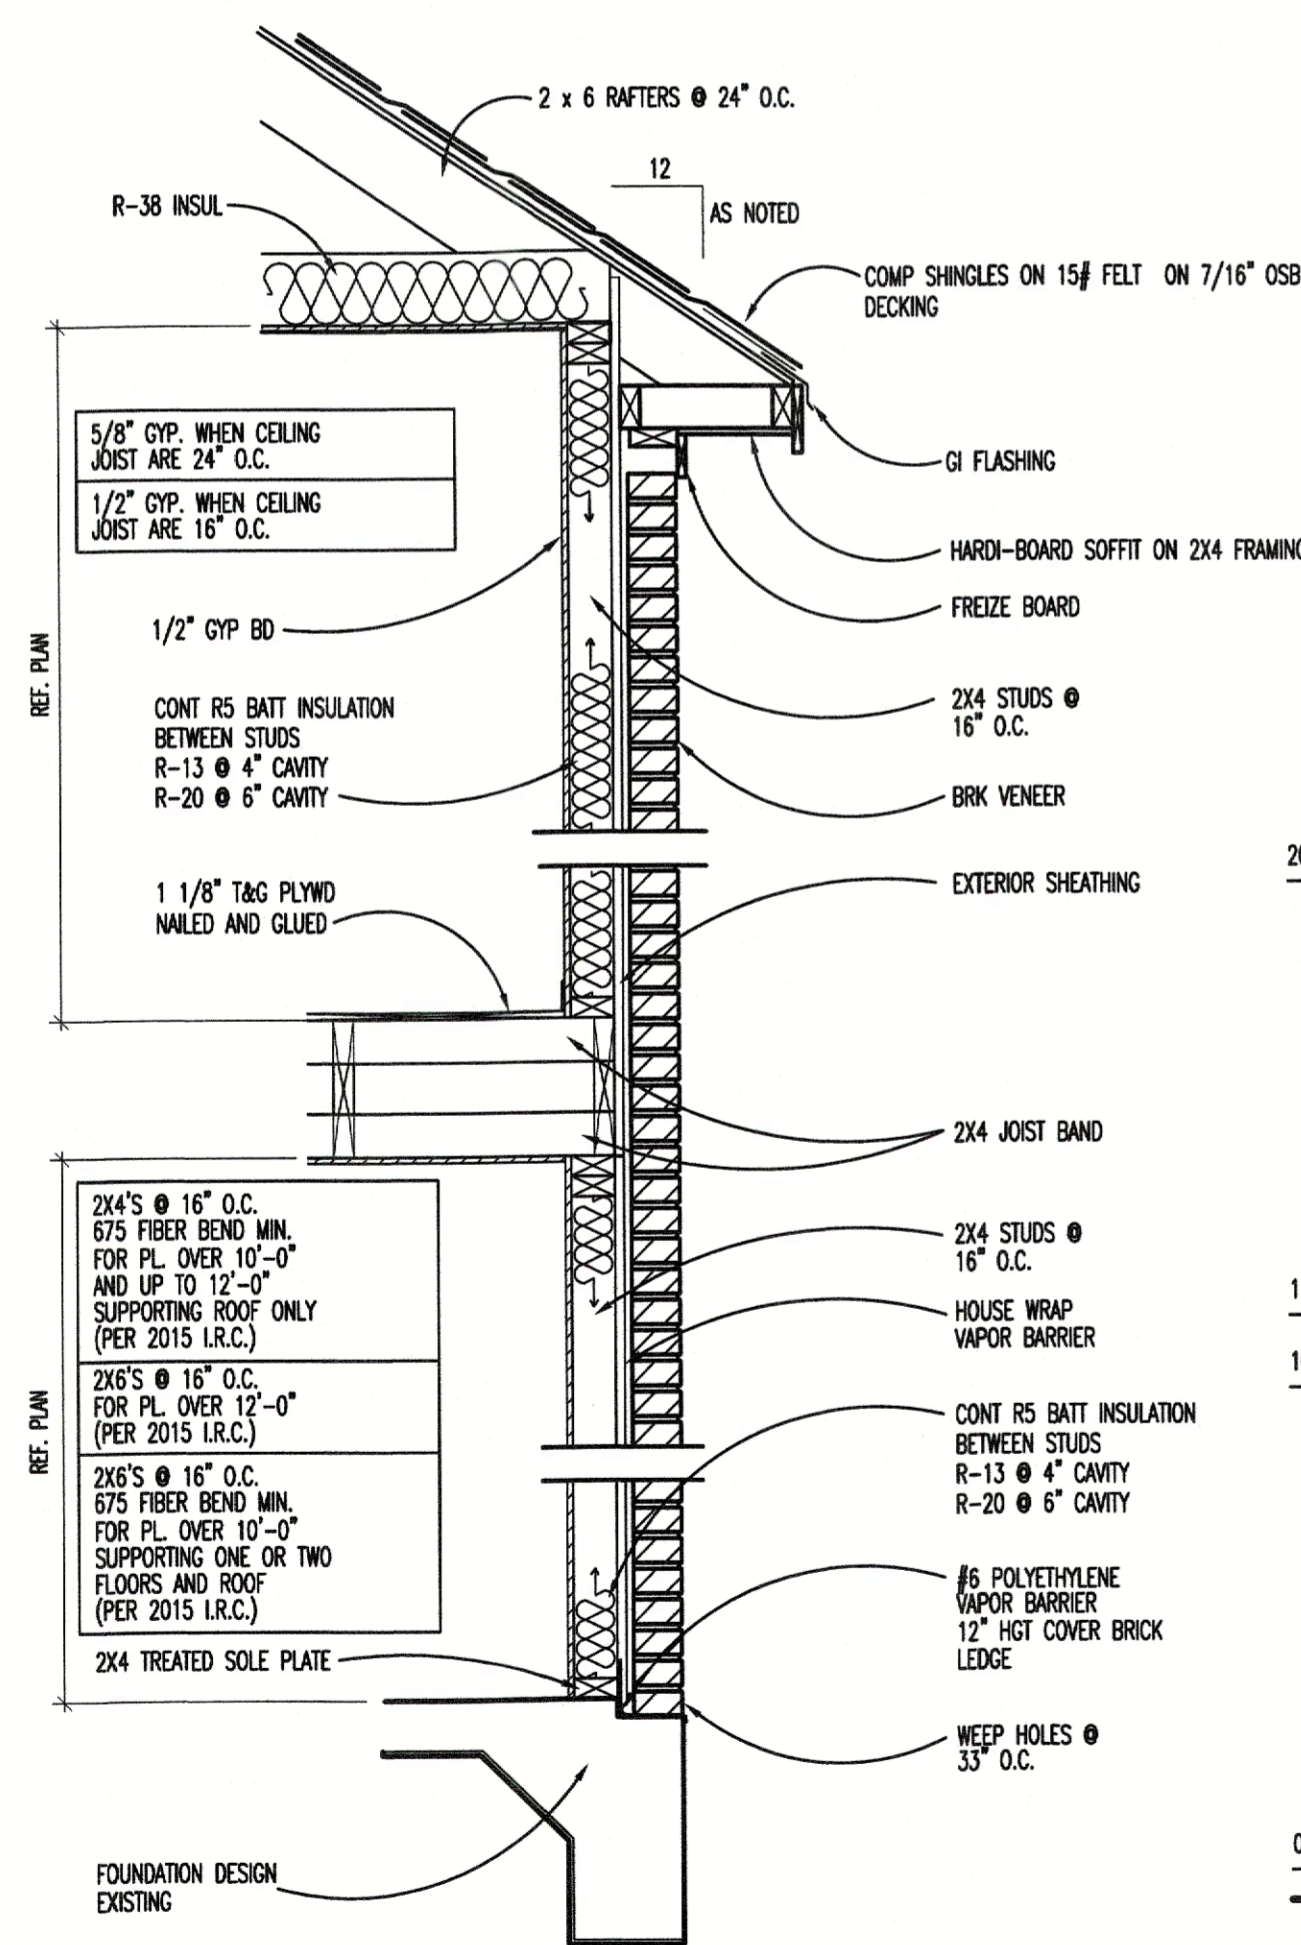 2 x 6 RAFTERS @ 24" O.C.
12
AS NOTED
R-38 INSUL
COMP SHINGLES ON 15# FELT ON 7/16" OSB
DECKING
5/8" GYP. WHEN CEILING
JOIST ARE 24" O.C.
1/2" GYP. WHEN CEILING
JOIST ARE 16" O.C.
GI FLASHING
HARDI-BOARD SOFFIT ON 2X4 FRAMING
FREIZE BOARD
1/2" GYP BD
REF. PLAN
2X4 STUDS @
16" O.C.
CONT R5 BATT INSULATION
BETWEEN STUDS
R-13 @ 4" CAVITY
R-20 @ 6" CAVITY
BRK VENEER
EXTERIOR SHEATHING
1 1/8" T&G PLYWD
NAILED AND GLUED
2X4 JOIST BAND
2X4'S @ 16" O.C.
675 FIBER BEND MIN.
FOR PL. OVER 10'-0"
AND UP TO 12'-0"
SUPPORTING ROOF ONLY
(PER 2015 I.R.C.)
2X6'S @ 16" O.C.
FOR PL. OVER 12'-0"
(PER 2015 I.R.C.)
2X6'S @ 16" O.C.
675 FIBER BEND MIN.
FOR PL. OVER 10'-0"
SUPPORTING ONE OR TWO
FLOORS AND ROOF
(PER 2015 I.R.C.)
REF. PLAN
2X4 STUDS @
16" O.C.
HOUSE WRAP
VAPOR BARRIER
CONT R5 BATT INSULATION
BETWEEN STUDS
R-13 @ 4" CAVITY
R-20 @ 6" CAVITY
#6 POLYETHYLENE
VAPOR BARRIER
12" HGT COVER BRICK
LEDGE
2X4 TREATED SOLE PLATE
WEEP HOLES @
33" O.C.
FOUNDATION DESIGN
EXISTING